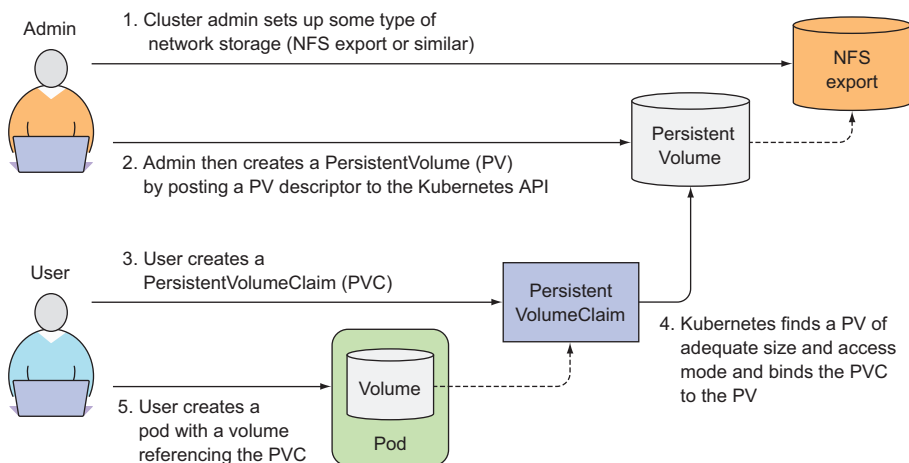 Admin
1. Cluster admin sets up some type of
network storage (NFS export or similar)
NFS
export
Persistent
Volume
2. Admin then creates a PersistentVolume (PV)
by posting a PV descriptor to the Kubernetes API
User
3. User creates a
PersistentVolumeClaim (PVC)
Persistent
VolumeClaim
4. Kubernetes finds a PV of
adequate size and access
mode and binds the PVC
to the PV
Volume
Pod
5. User creates a
pod with a volume
referencing the PVC